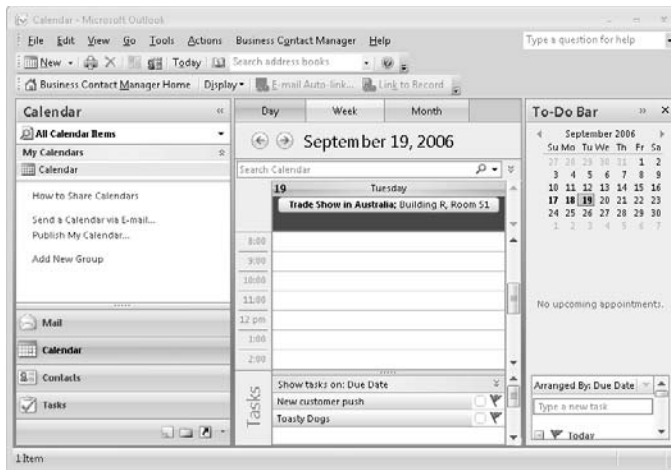 Calendar - Microsoft Outlook
File Edit View Go Tools Actions Business Contact Manager Help
Type a question for help
New Today Search address books
Business Contact Manager Home Display E-mail Auto-link... Link to Record
Calendar
All Calendar Items
My Calendars
Calendar
How to Share Calendars
Send a Calendar via E-mail...
Publish My Calendar...
Add New Group
Mail
Calendar
Contacts
Tasks
Day Week Month
September 19, 2006
Search Calendar
19 Tuesday
Trade Show in Australia; Building R, Room 51
8:00
9:00
10:00
11:00
12 pm
1:00
2:00
Tasks
Show tasks on: Due Date
New customer push
Toasty Dogs
To-Do Bar
September 2006
Su Mo Tu We Th Fr Sa
27 28 29 30 31 1 2
3 4 5 6 7 8 9
10 11 12 13 14 15 16
17 18 19 20 21 22 23
24 25 26 27 28 29 30
1 2 3 4 5 6 7
No upcoming appointments.
Arranged By: Due Date
Type a new task
Today
1 Item